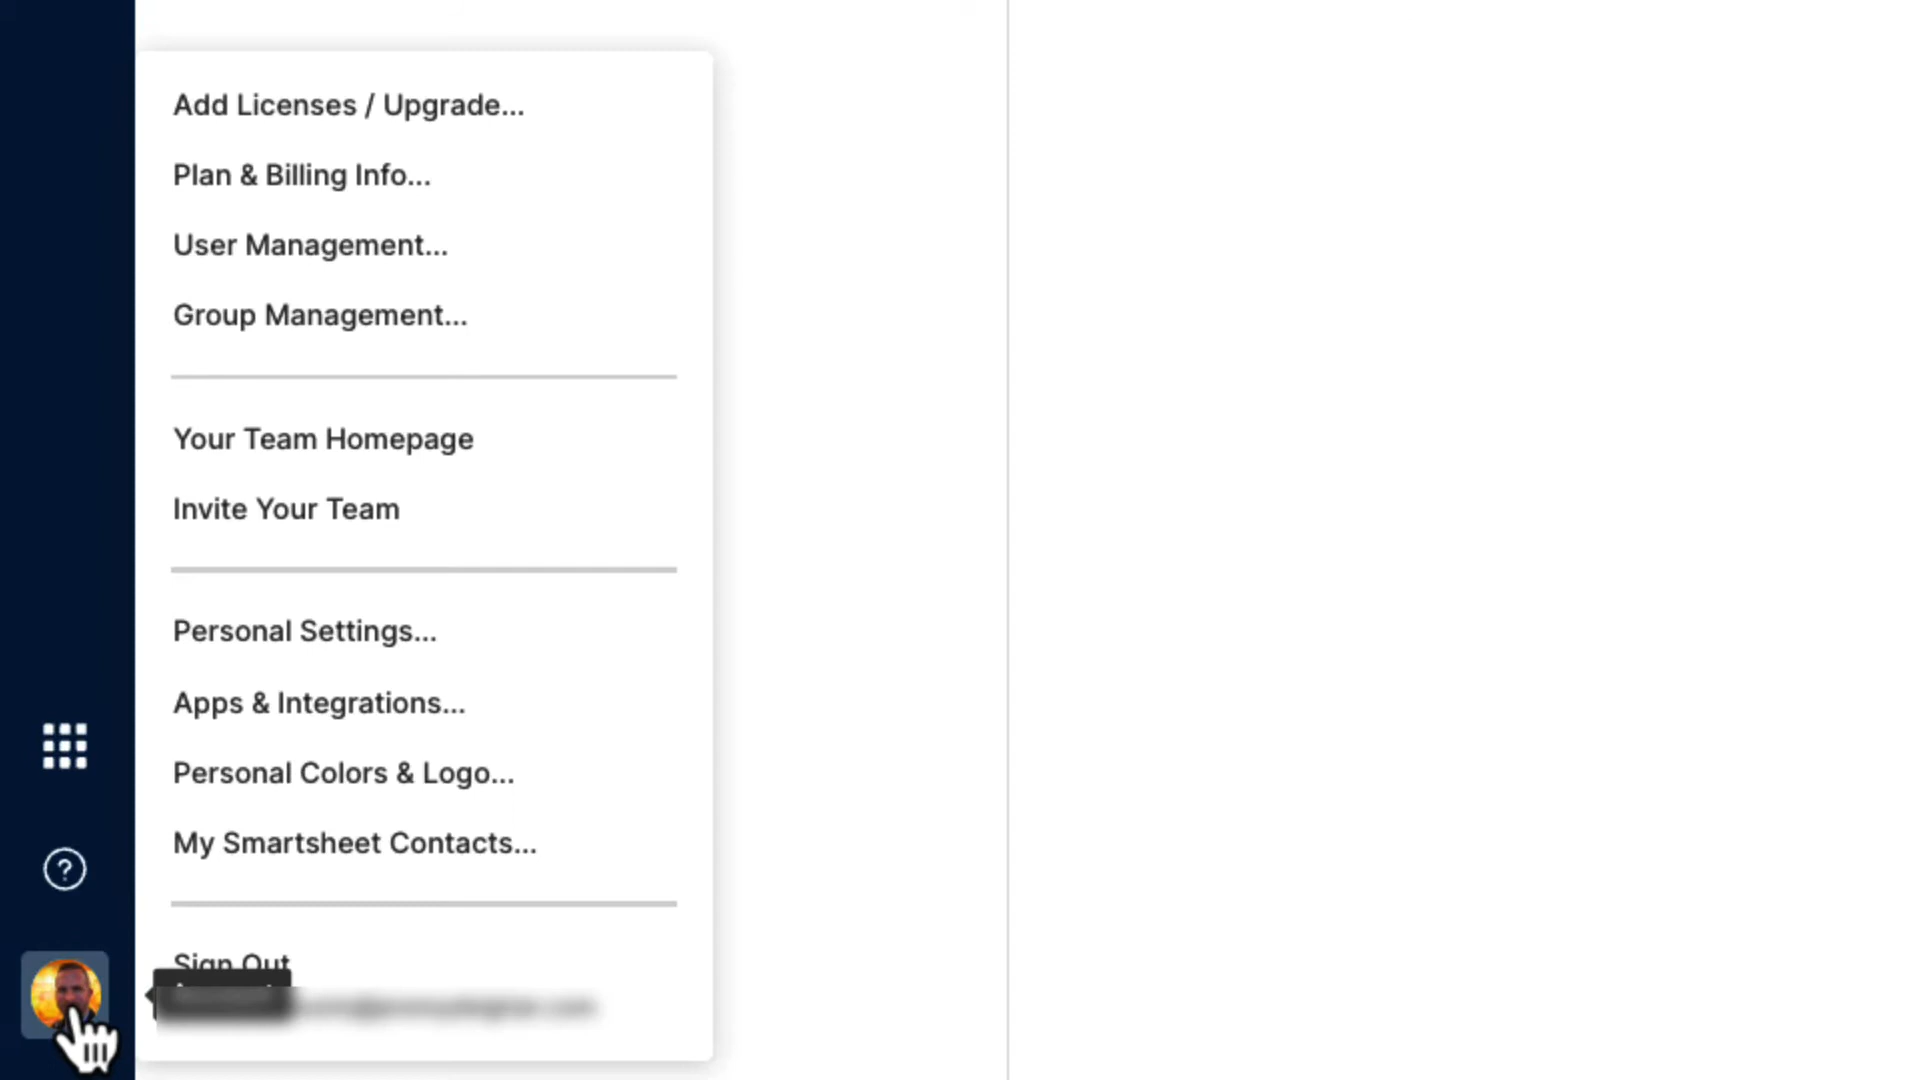 Add Licenses / Upgrade...
Plan & Billing Info...
User Management...
Group Management...
Your Team Homepage
Invite Your Team
Personal Settings...
Apps & Integrations...
Personal Colors & Logo...
My Smartsheet Contacts...
?
Sign Out